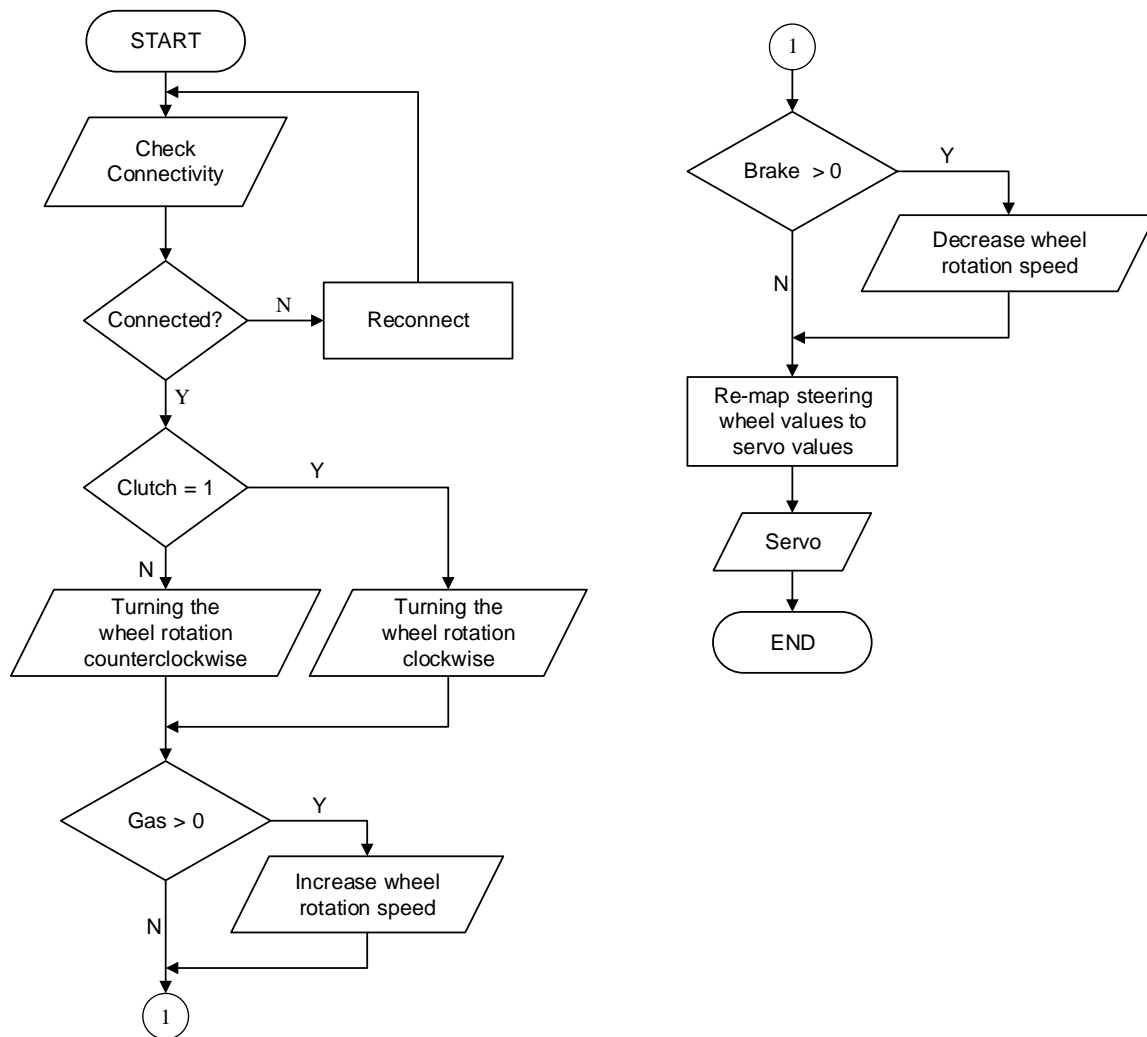 START
Check
Connectivity
Connected?
N
Reconnect
Y
Clutch = 1
Y
N
Turning the
wheel rotation
counterclockwise
Turning the
wheel rotation
clockwise
Gas > 0
Y
Increase wheel
rotation speed
N
1
1
Brake > 0
Y
Decrease wheel
rotation speed
N
Re-map steering
wheel values to
servo values
Servo
END